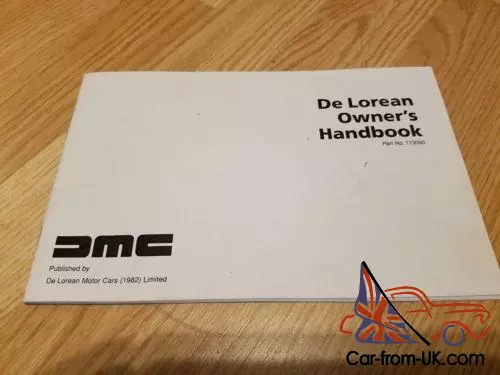 De Lorean
Owner's
Handbook
Part No. 113090
DMC
Published by
De Lorean Motor Cars (1982) Limited
Car-from-UK.com